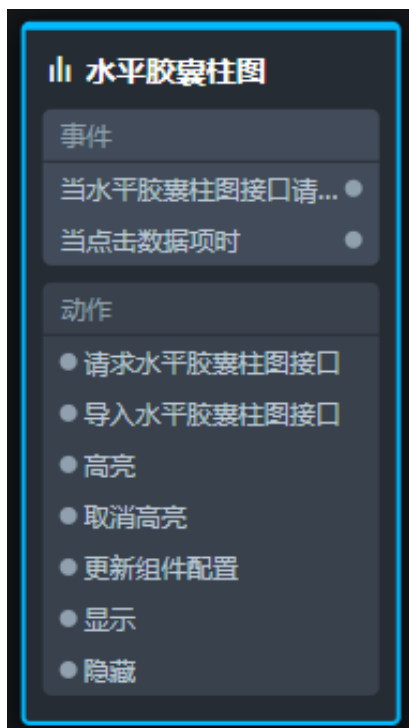 水平胶囊柱图
事件
当水平胶囊柱图接口请...
当点击数据项时
动作
请求水平胶囊柱图接口
导入水平胶囊柱图接口
高亮
取消高亮
更新组件配置
显示
隐藏